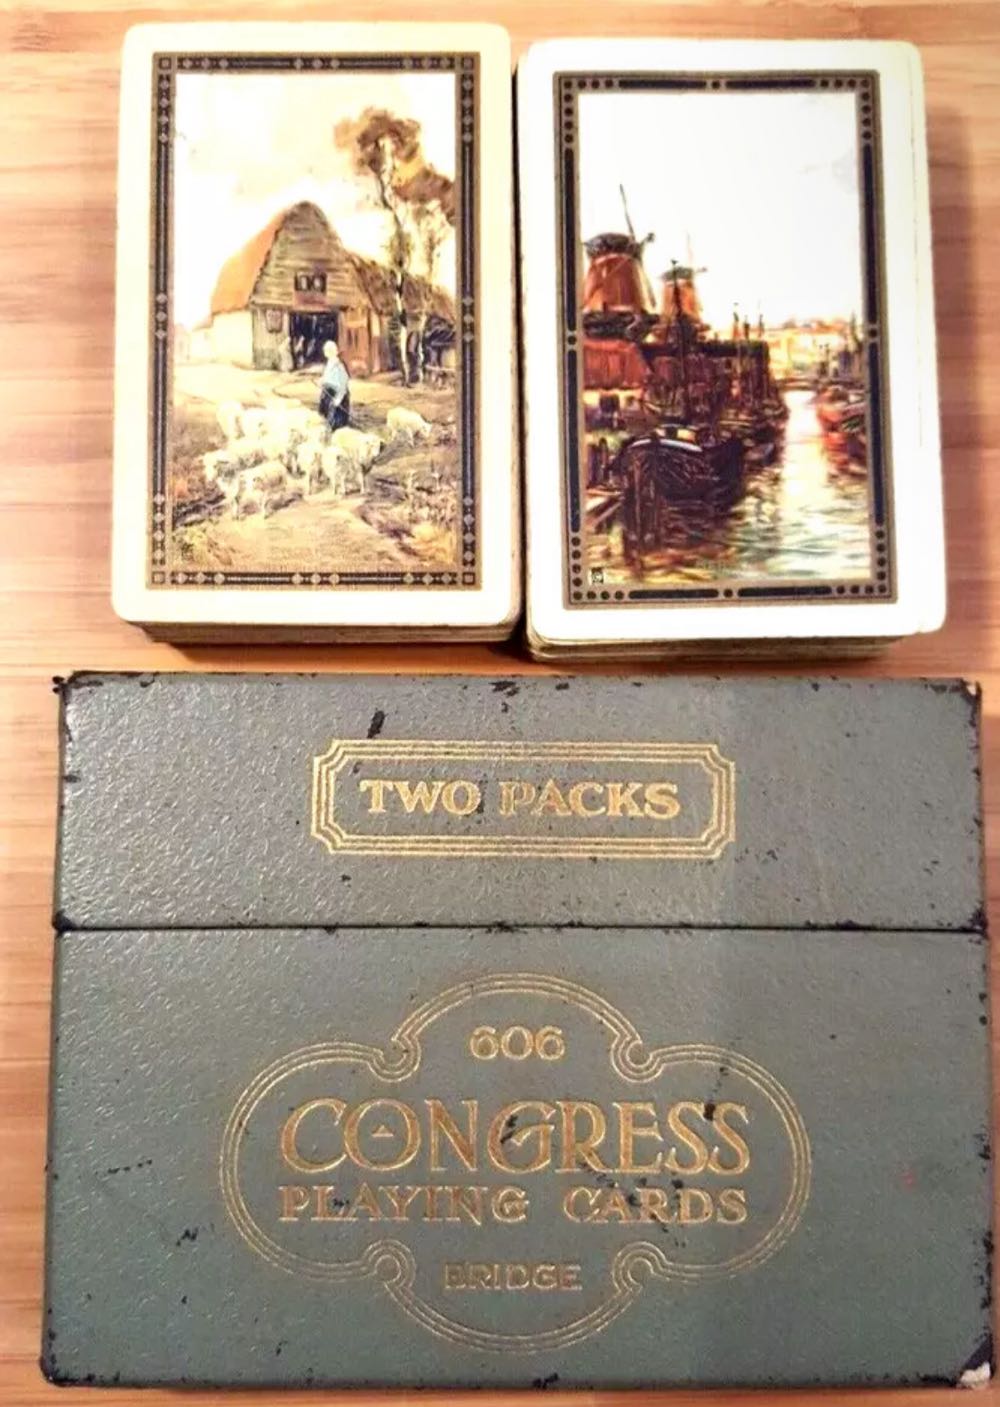 TWO PACKS
606
CONGRESS
PLAYING CARDS
BRIDGE